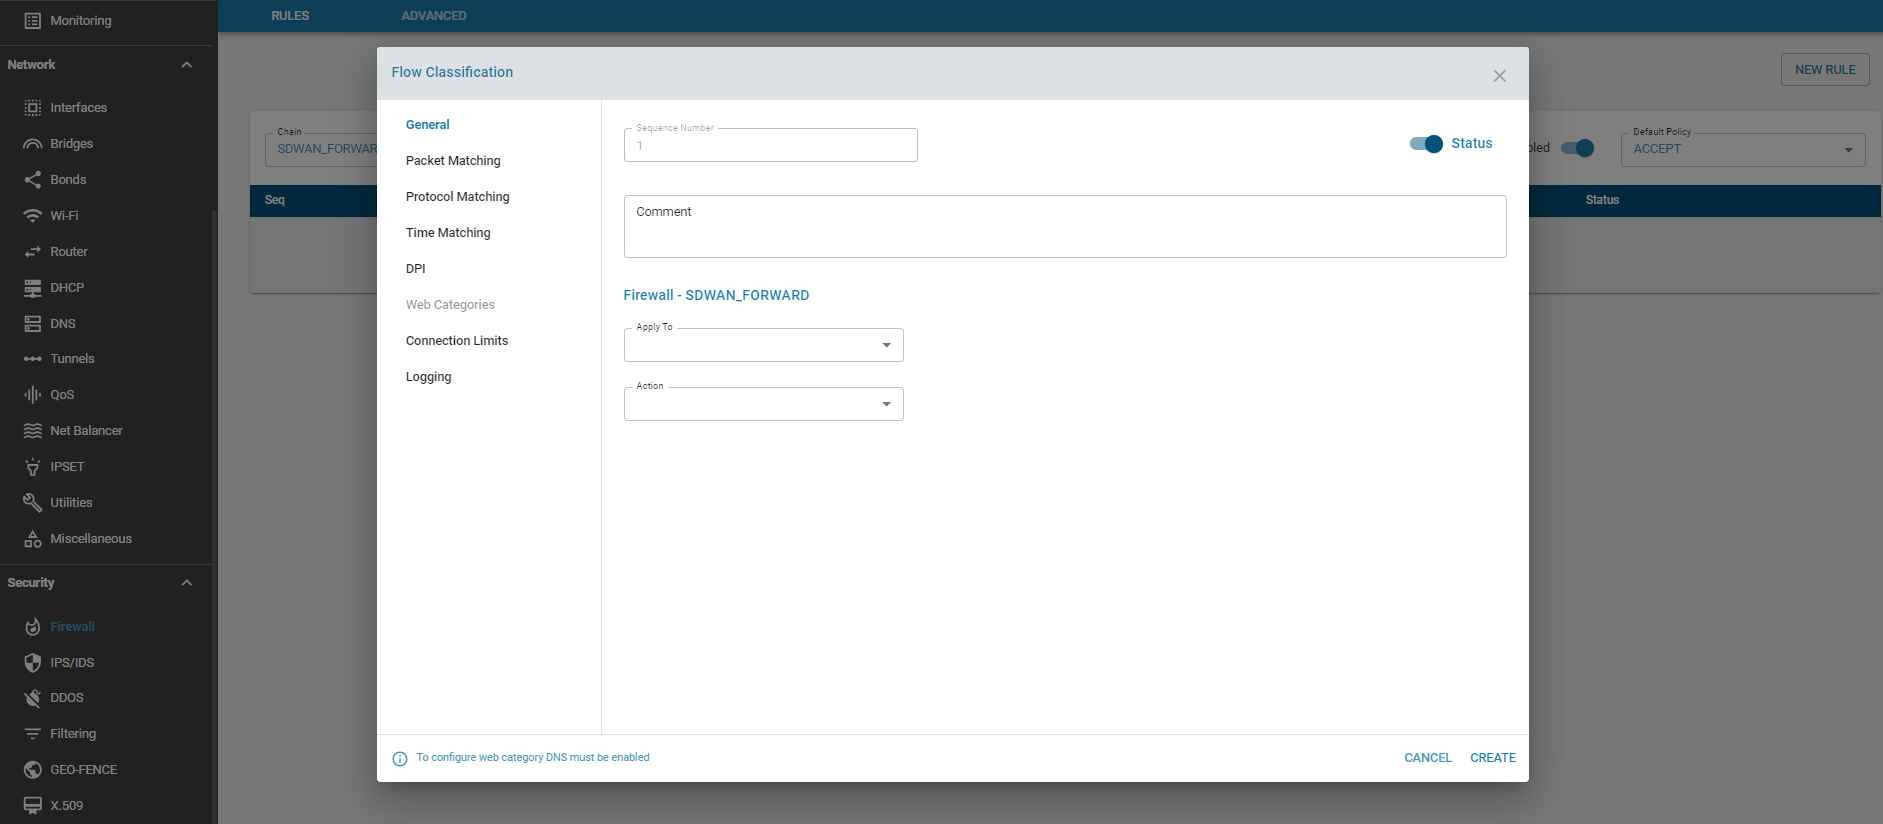 Monitoring
Network
Interfaces
Bridges
Bonds
Wi-Fi
Router
DHCP
DNS
Tunnels
QoS
Net Balancer
IPSET
Utilities
Miscellaneous
Security
Firewall
IPS/IDS
DDOS
Filtering
GEO-FENCE
X.509
RULES ADVANCED
NEW RULE
Chain
SDWAN_FORWAR
Default Policy
ACCEPT
Seq
Status
Flow Classification
General
Packet Matching
Protocol Matching
Time Matching
DPI
Web Categories
Connection Limits
Logging
Sequence Number
1
Status
Comment
Firewall - SDWAN_FORWARD
Apply To
Action
To configure web category DNS must be enabled
CANCEL CREATE